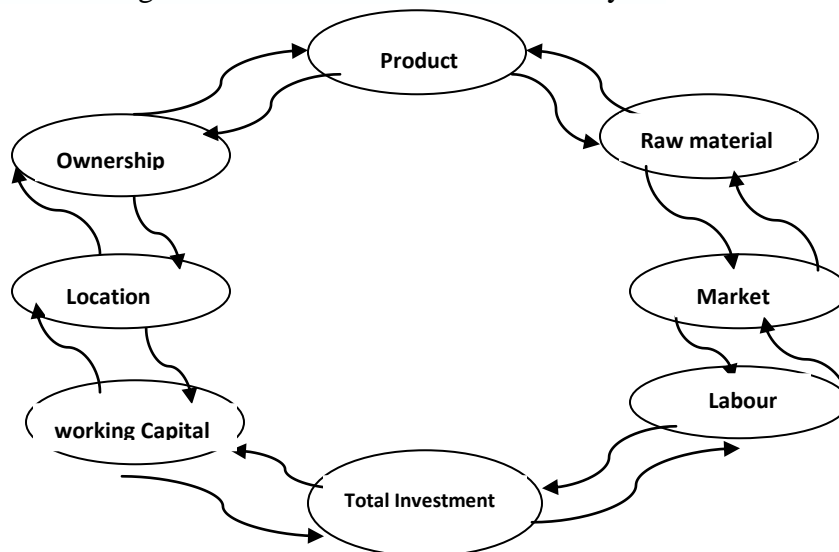 Product
Ownership
Raw material
Location
Market
working Capital
Labour
Total Investment